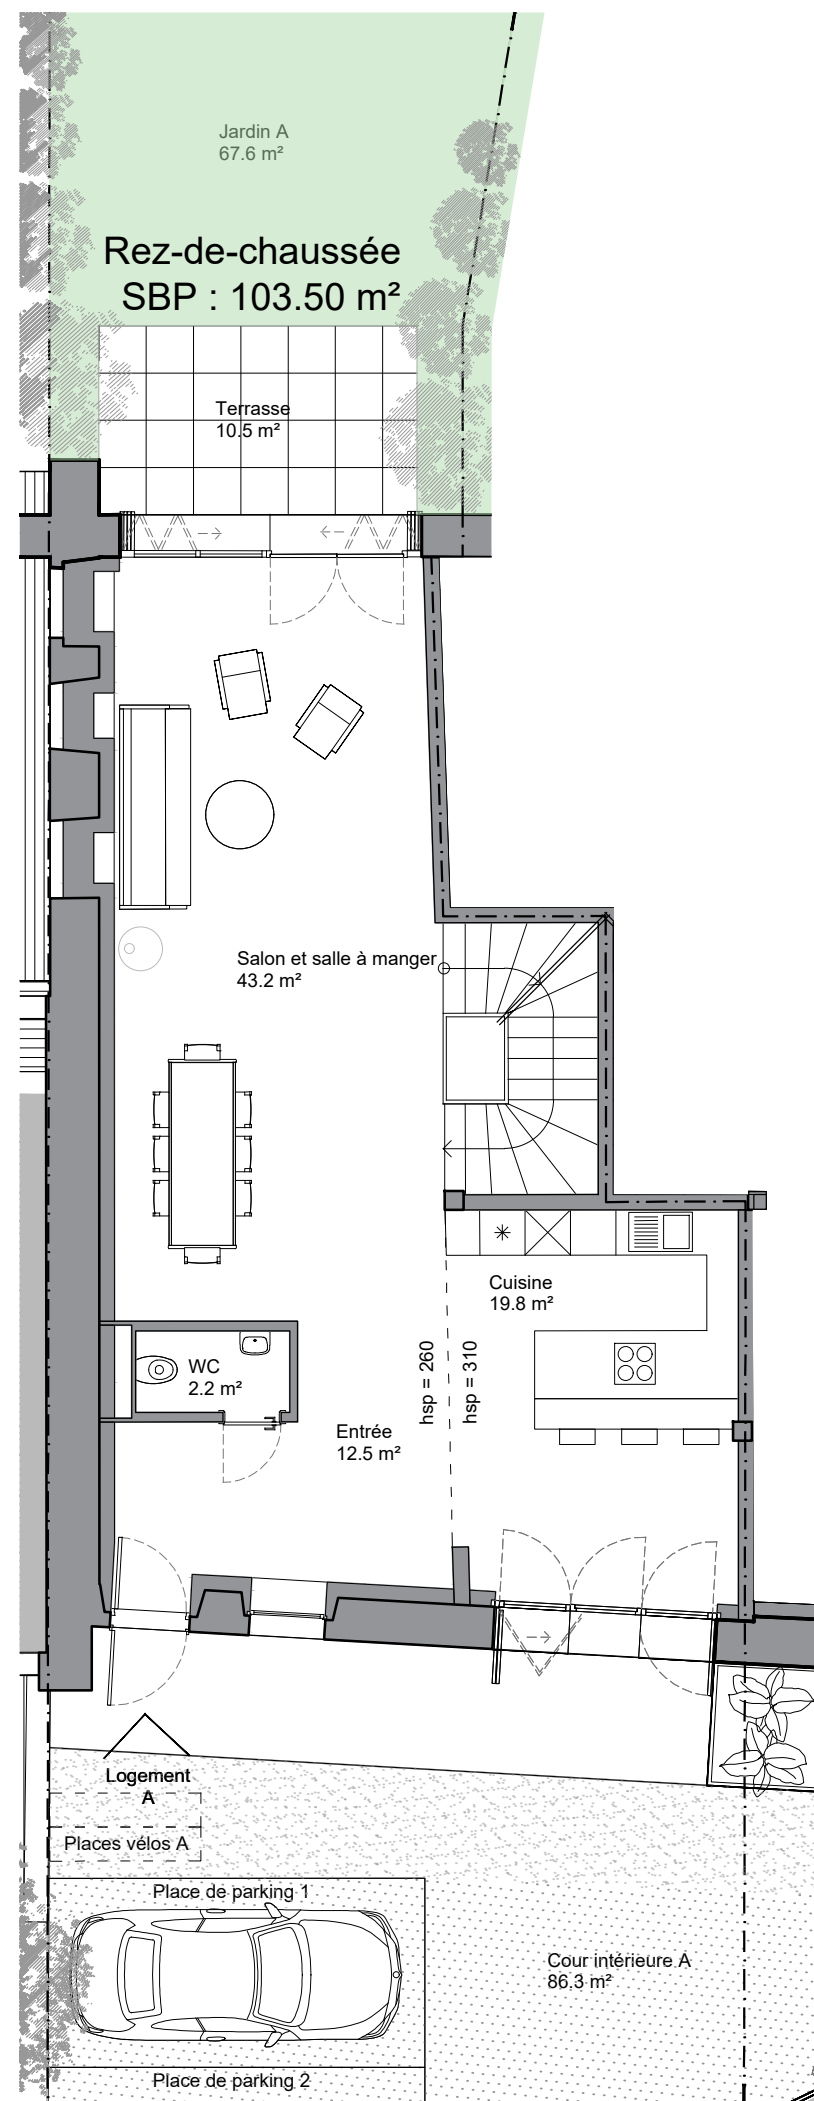 Jardin A
67.6 m²
Rez-de-chaussée
SBP : 103.50 m²
Terrasse
10.5 m²
Salon et salle à manger
43.2 m²
Cuisine
19.8 m²
WC
2.2 m²
hsp = 260
hsp = 310
Entrée
12.5 m²
Logement
A
Places vélos A
Place de parking 1
Cour intérieure A
86.3 m²
Place de parking 2